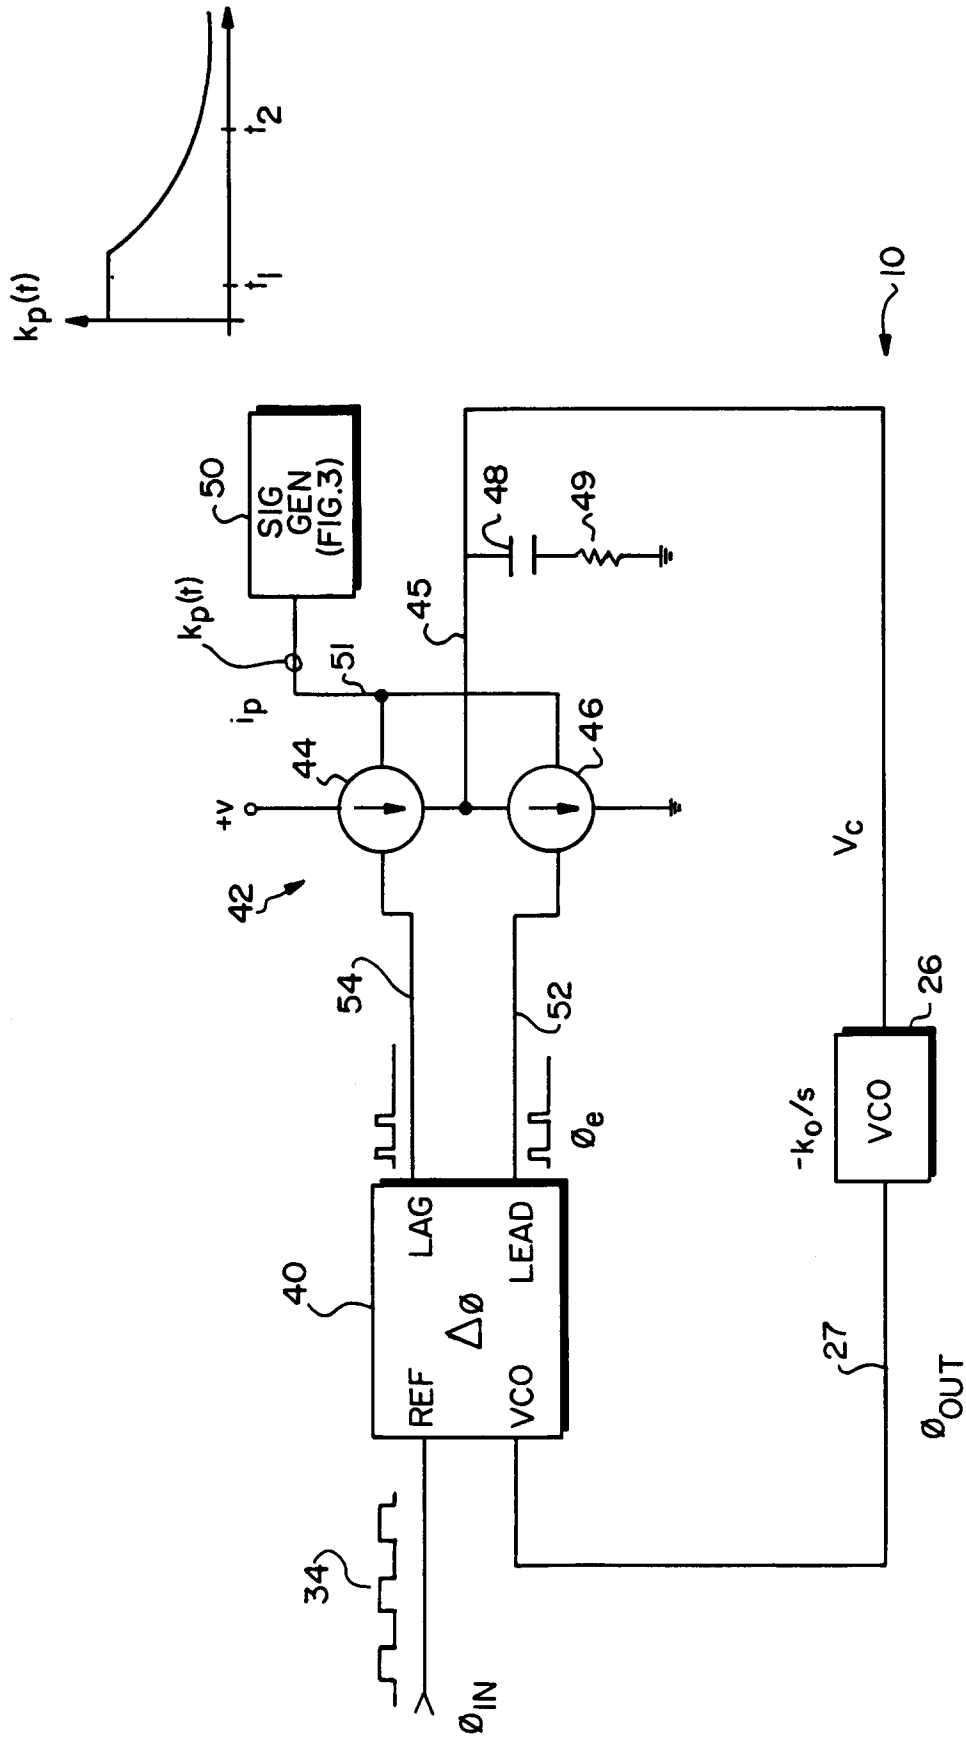 kp(t)
t1
t2
50
SIG
GEN
(FIG.3)
kp(t)
ip
51
+V
42
44
46
45
48
49
10
54
52
Øe
40
REF
LAG
ΔØ
VCO
LEAD
34
ØIN
Vc
-ko/s
VCO
26
27
ØOUT